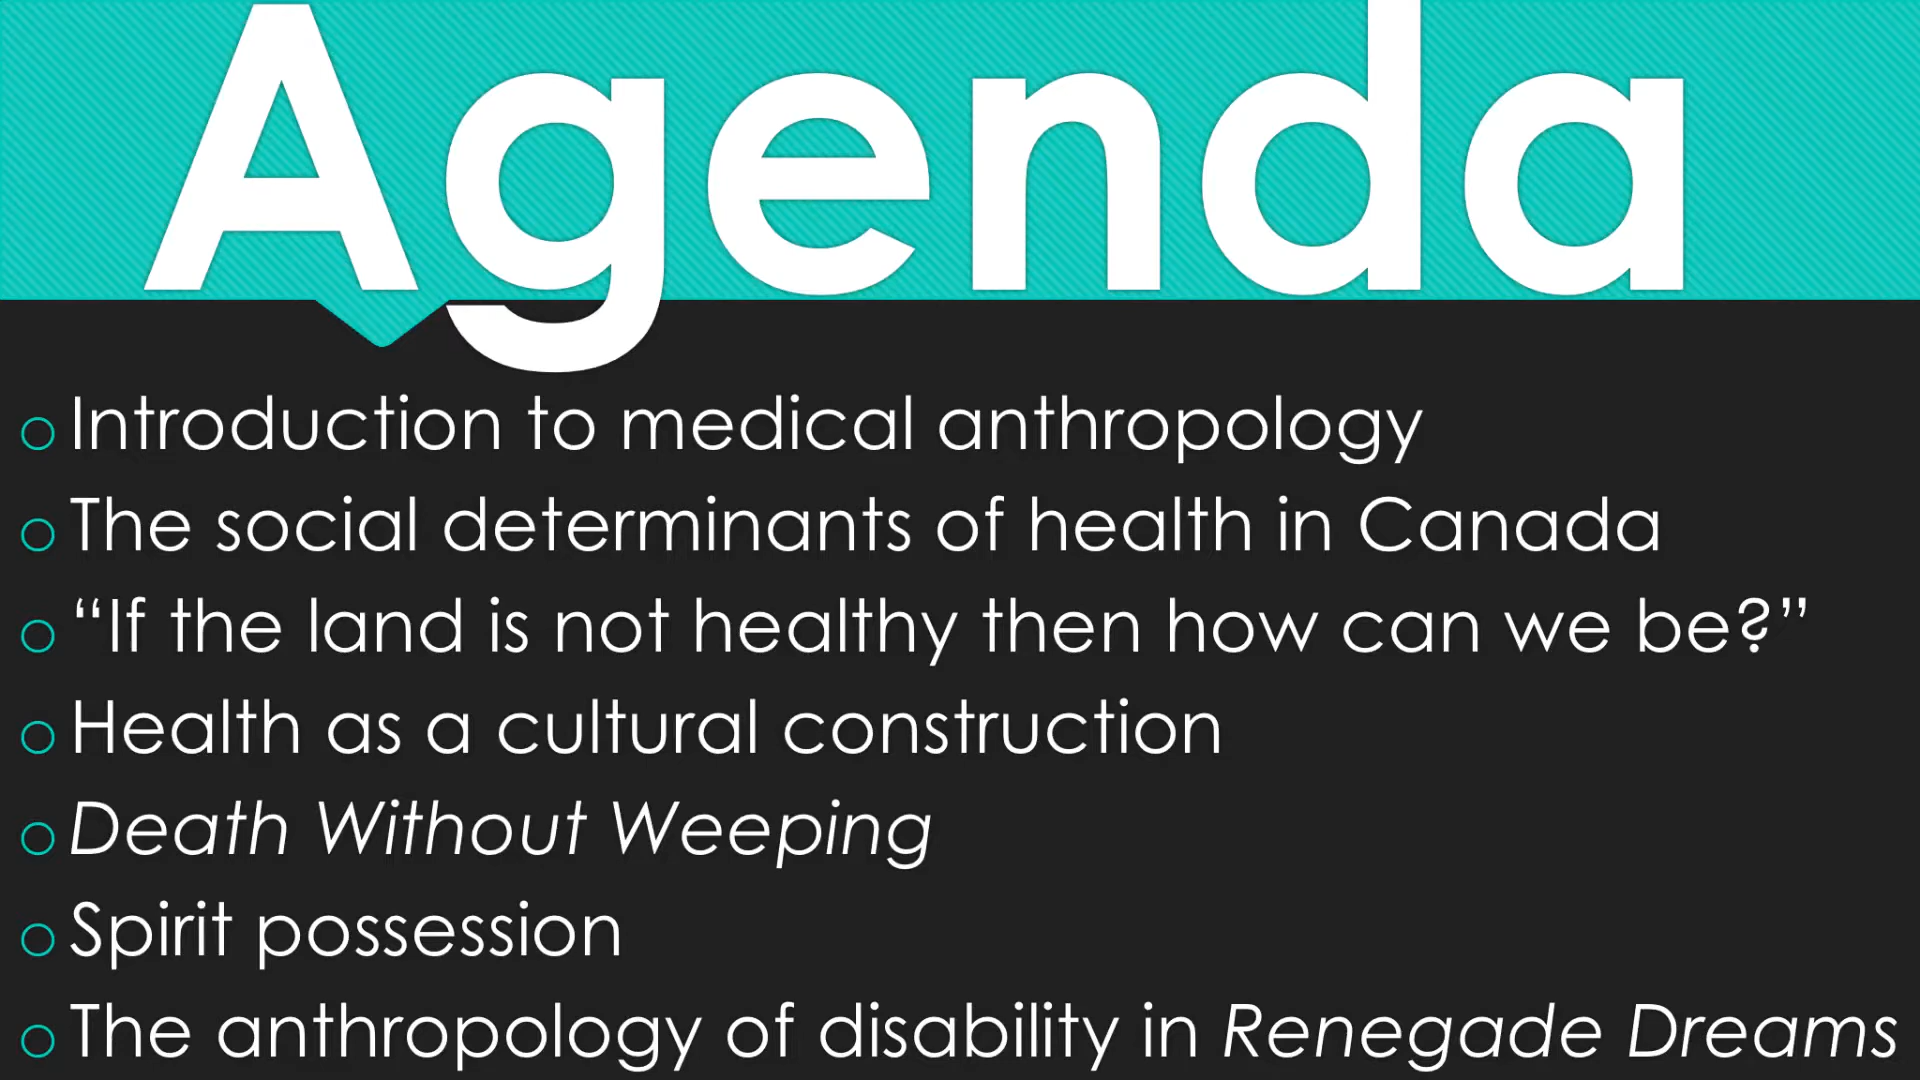 Agenda
Introduction to medical anthropology
The social determinants of health in Canada
“If the land is not healthy then how can we be?”
Health as a cultural construction
Death Without Weeping
Spirit possession
The anthropology of disability in Renegade Dreams